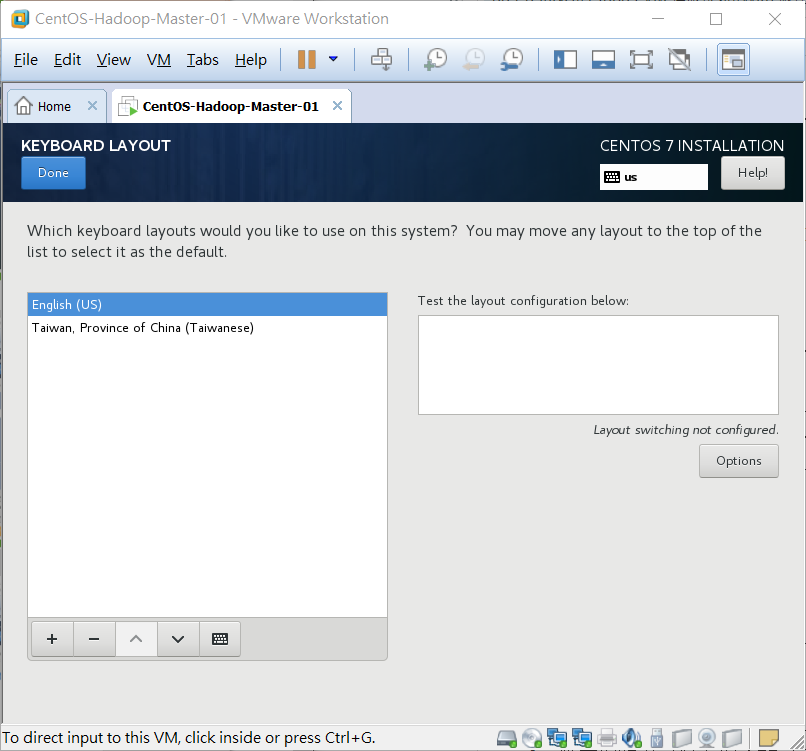 CentOS-Hadoop-Master-01 - VMware Workstation
File Edit View VM Tabs Help
Home CentOS-Hadoop-Master-01
KEYBOARD LAYOUT CENTOS 7 INSTALLATION
Done us Help!
Which keyboard layouts would you like to use on this system? You may move any layout to the top of the
list to select it as the default.
English (US)
Taiwan, Province of China (Taiwanese)
Test the layout configuration below:
Layout switching not configured.
Options
To direct input to this VM, click inside or press Ctrl+G.